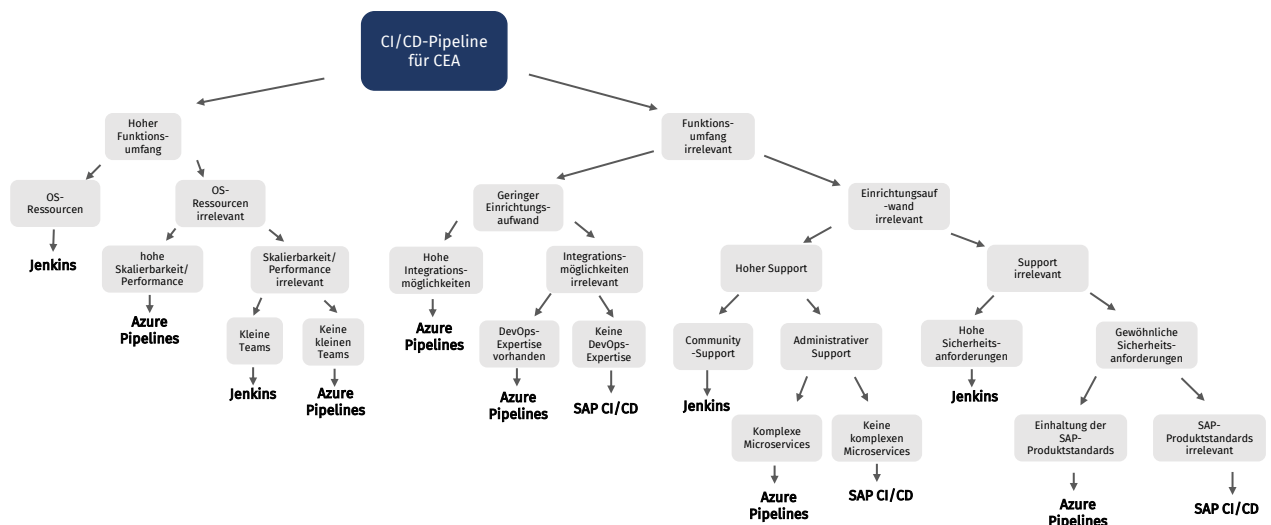 CI/CD-Pipeline
für CEA
Hoher
Funktions-
umfang
Funktions-
umfang
irrelevant
OS-
Ressourcen
OS-
Ressourcen
irrelevant
Geringer
Einrichtungs-
aufwand
Einrichtungsauf
-wand
irrelevant
Jenkins
hohe
Skalierbarkeit/
Performance
Skalierbarkeit/
Performance
irrelevant
Hohe
Integrations-
möglichkeiten
Integrations-
möglichkeiten
irrelevant
Hoher Support
Support
irrelevant
Azure
Pipelines
Kleine
Teams
Keine
kleinen
Teams
Azure
Pipelines
DevOps-
Expertise
vorhanden
Keine
DevOps-
Expertise
Community
-Support
Administrativer
Support
Hohe
Sicherheits-
anforderungen
Gewöhnliche
Sicherheits-
anforderungen
Jenkins
Azure
Pipelines
Azure
Pipelines
SAP CI/CD
Jenkins
Jenkins
Komplexe
Microservices
Keine
komplexen
Microservices
Einhaltung der
SAP-
Produktstandards
SAP-
Produktstandards
irrelevant
Azure
Pipelines
SAP CI/CD
Azure
Pipelines
SAP CI/CD